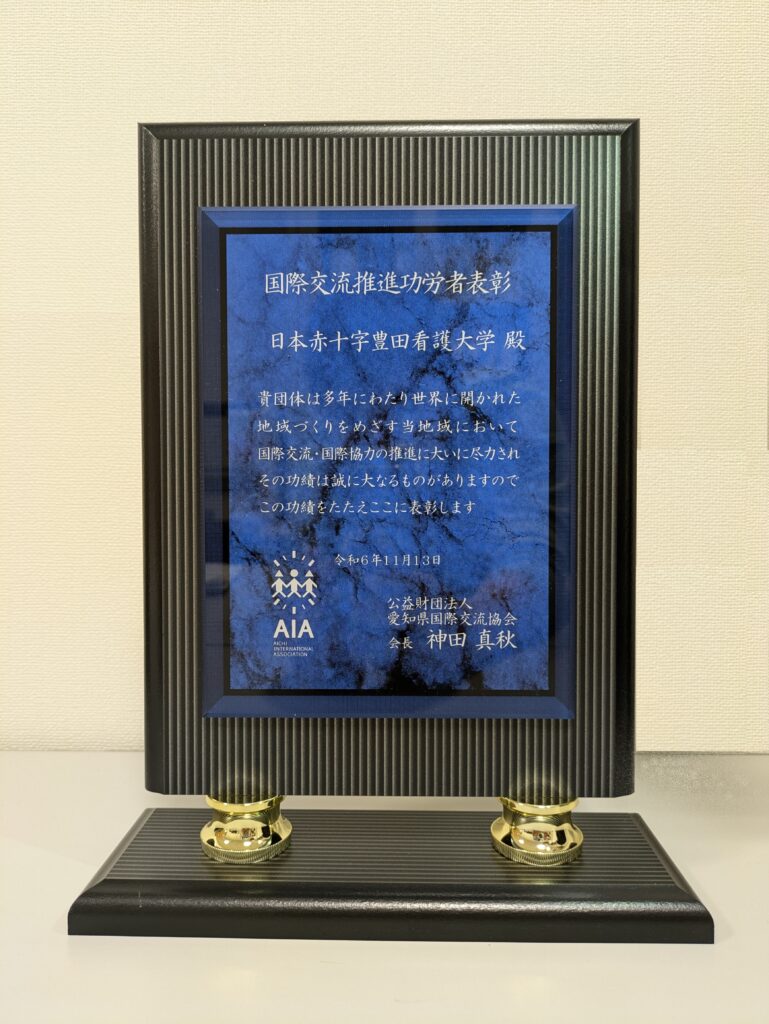 国際交流推進功労者表彰
日本赤十字豊田看護大学 殿
貴団体は多年にわたり世界に開かれた
地域づくりをめざす当地域において
国際交流・国際協力の推進に大いに尽力され
その功績は誠に大なるものがありますので
この功績をたたえここに表彰します
令和6年11月13日
公益財団法人
愛知県国際交流協会
会長 神田 真秋
AIA
AICHI
INTERNATIONAL
ASSOCIATION